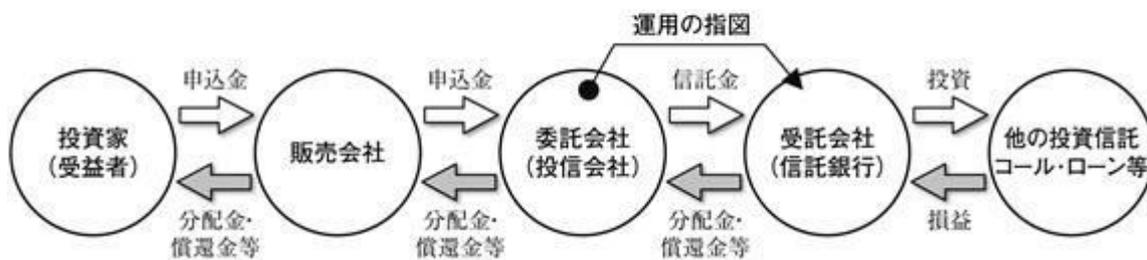 運用の指図
申込金
申込金
信託金
投資
投資家
(受益者)
販売会社
委託会社
(投信会社)
受託会社
(信託銀行)
他の投資信託
コール・ローン等
分配金・
償還金等
分配金・
償還金等
分配金・
償還金等
損益